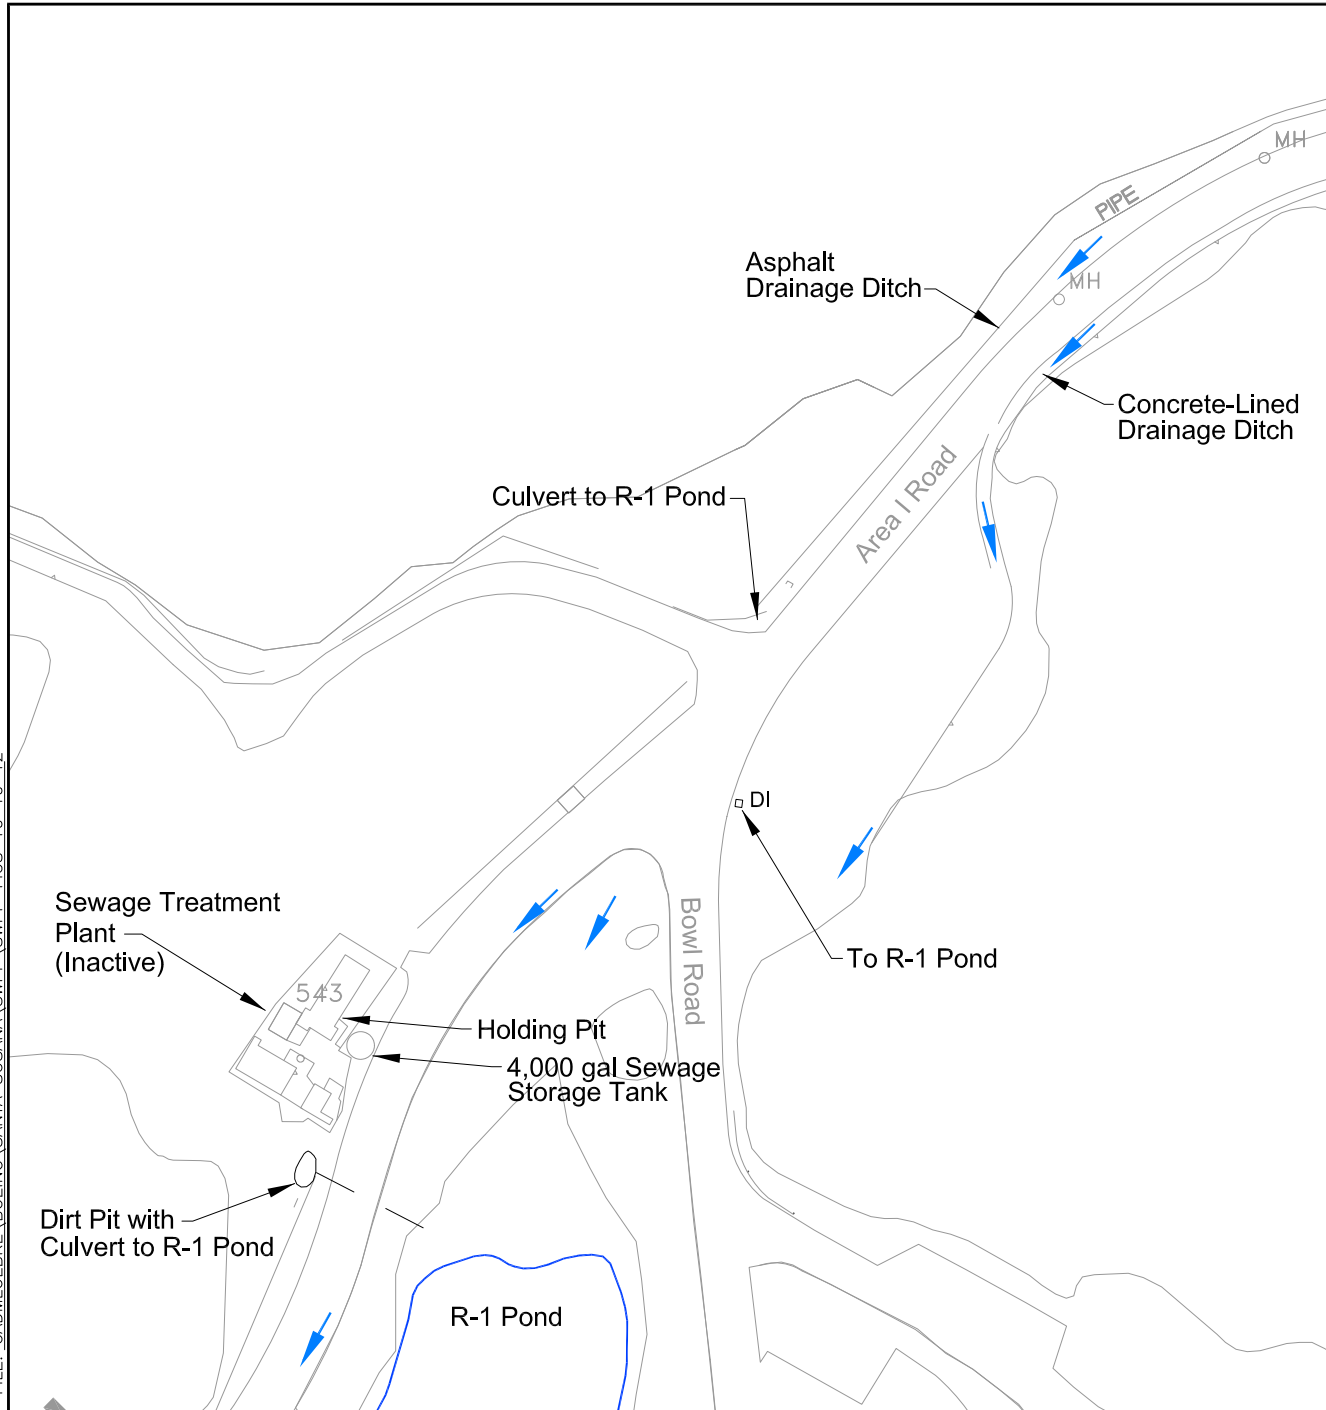 MH
PIPE
Asphalt
Drainage Ditch
MH
Concrete-Lined
Drainage Ditch
Area I Road
Culvert to R-1 Pond
DI
Sewage Treatment
Plant
(Inactive)
Bowl Road
To R-1 Pond
543
Holding Pit
4,000 gal Sewage
Storage Tank
Dirt Pit with
Culvert to R-1 Pond
R-1 Pond